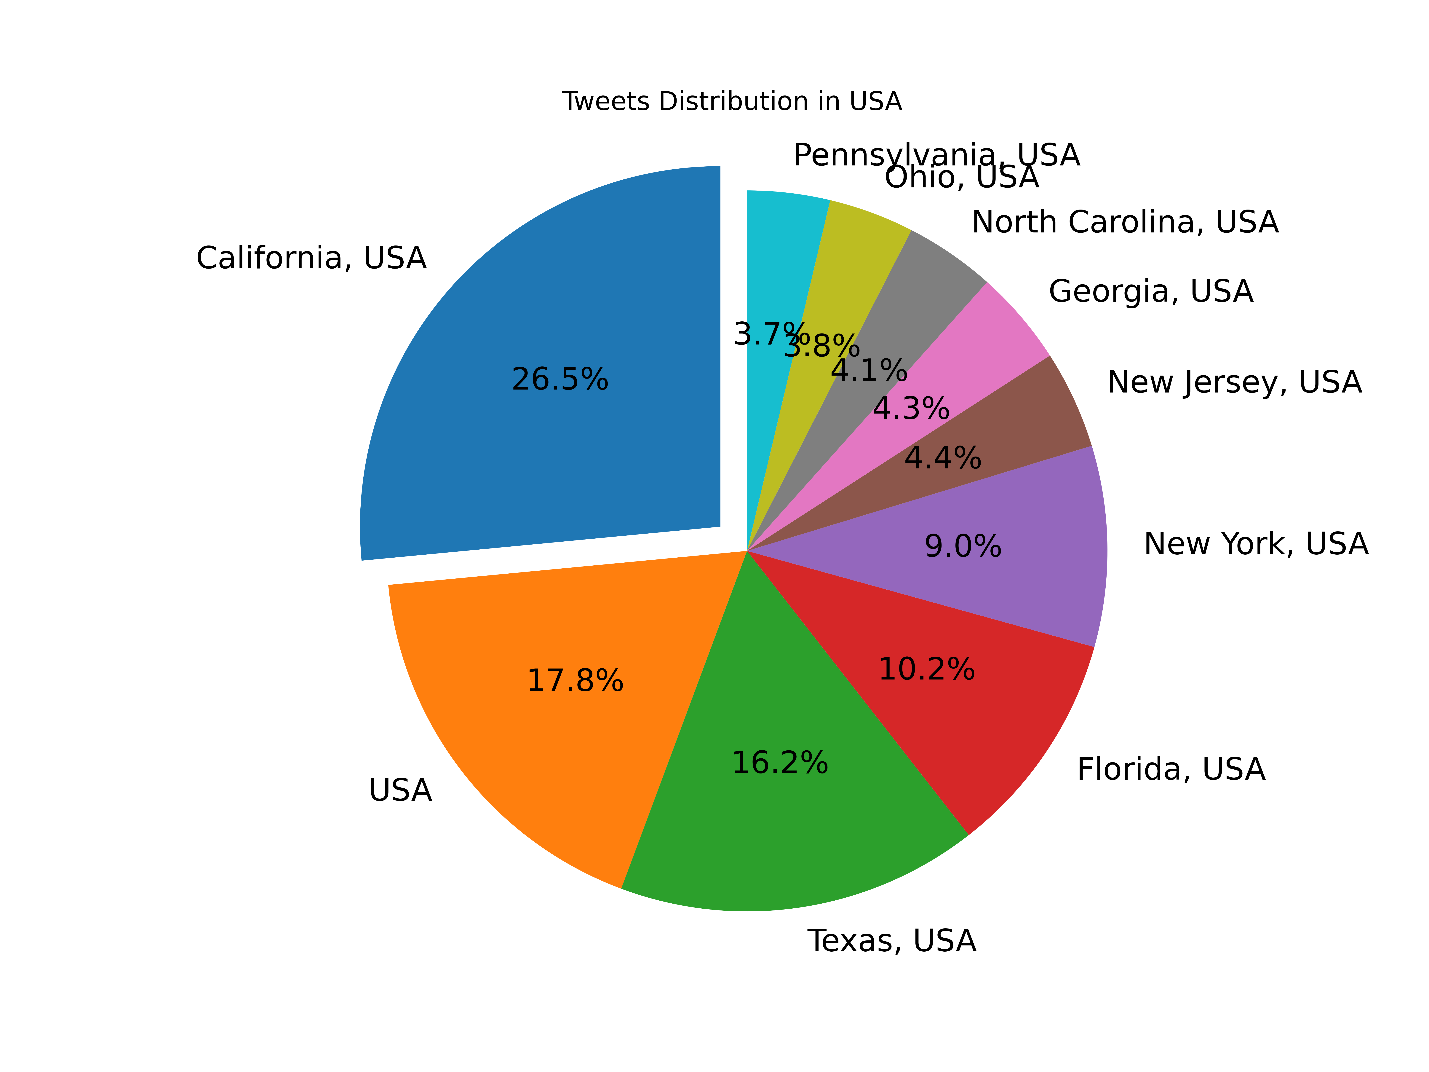 Tweets Distribution in USA
Pennsylvania, USA
Ohio, USA
North Carolina, USA
California, USA
Georgia, USA
3.7%
3.8%
4.1%
26.5%
New Jersey, USA
4.3%
4.4%
New York, USA
9.0%
10.2%
17.8%
16.2%
Florida, USA
USA
Texas, USA